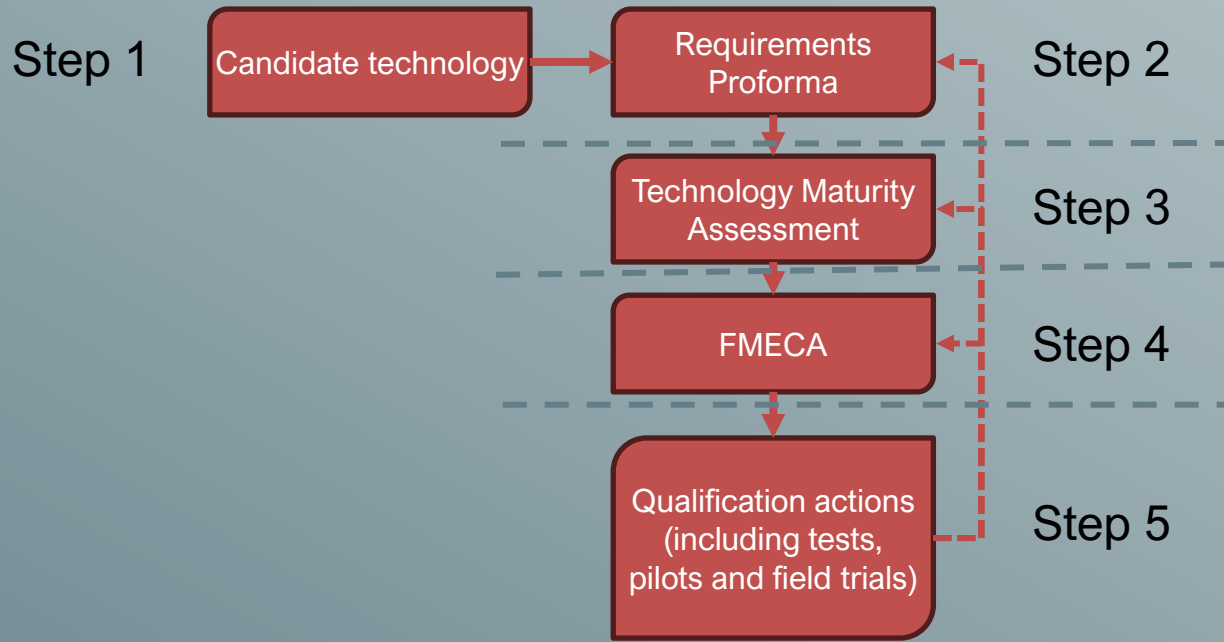 Step 1
Candidate technology
Requirements
Proforma
Step 2
Technology Maturity
Assessment
Step 3
FMECA
Step 4
Qualification actions
(including tests,
pilots and field trials)
Step 5